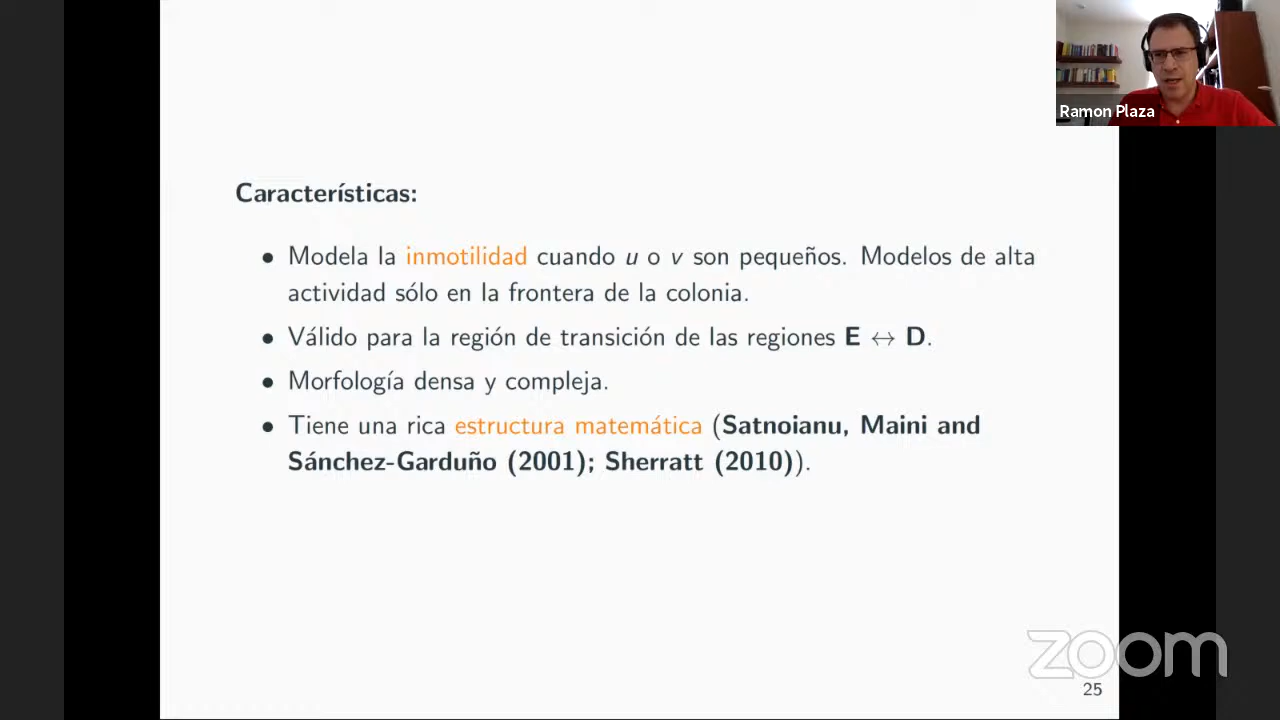 Ramon Plaza
Características:
• Modela la inmotilidad cuando u o v son pequeños. Modelos de alta
actividad sólo en la frontera de la colonia.
• Válido para la región de transición de las regiones E ↔ D.
• Morfología densa y compleja.
• Tiene una rica estructura matemática (Satnoianu, Maini and
Sánchez-Garduño (2001); Sherratt (2010)).
zoom
25